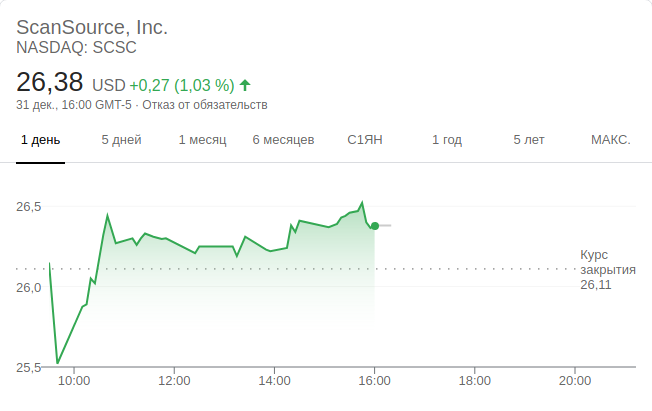 ScanSource, Inc.
NASDAQ: SCSC
26,38 USD +0,27 (1,03 %)
31 дек., 16:00 GMT-5 · Отказ от обязательств
1 день 5 дней 1 месяц 6 месяцев С1ЯН 1 год 5 лет МАКС.
26,5
Курс
закрытия
26,11
26,0
25,5
10:00 12:00 14:00 16:00 18:00 20:00